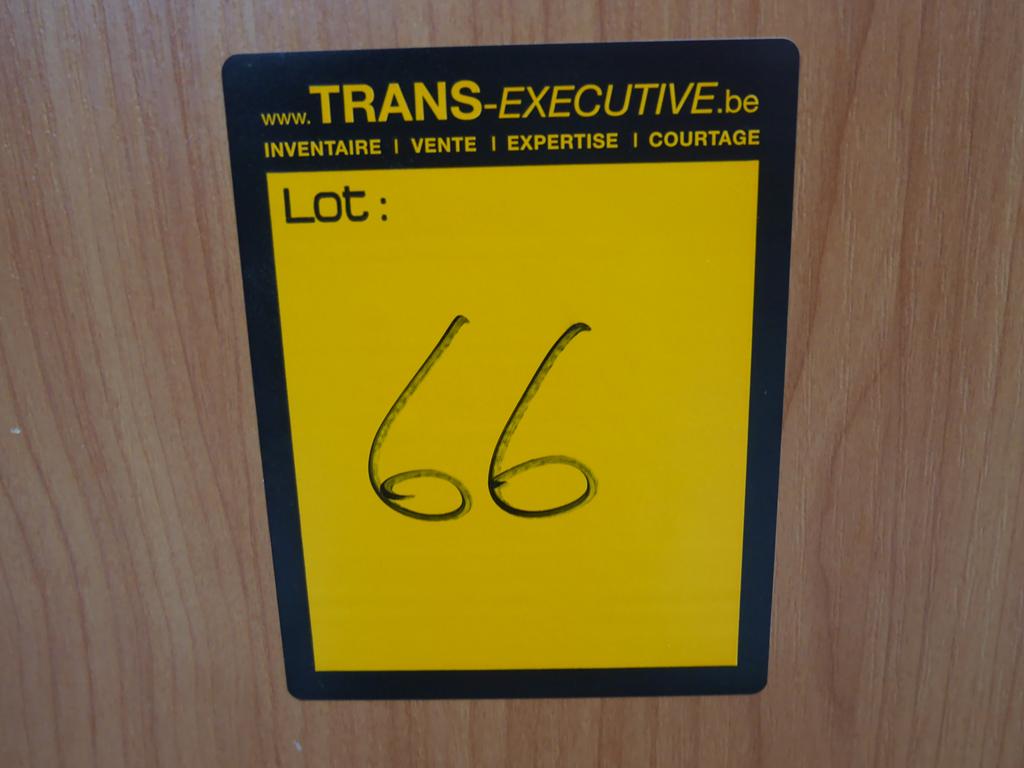 www.TRANS-EXECUTIVE.be
INVENTAIRE | VENTE | EXPERTISE | COURTAGE
Lot :
66